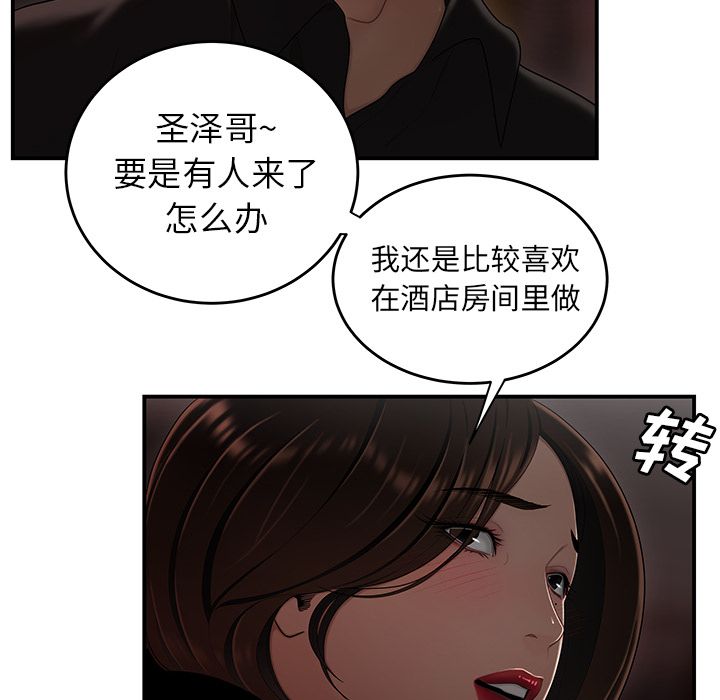 圣泽哥~
要是有人来了
怎么办
我还是比较喜欢
在酒店房间里做
转